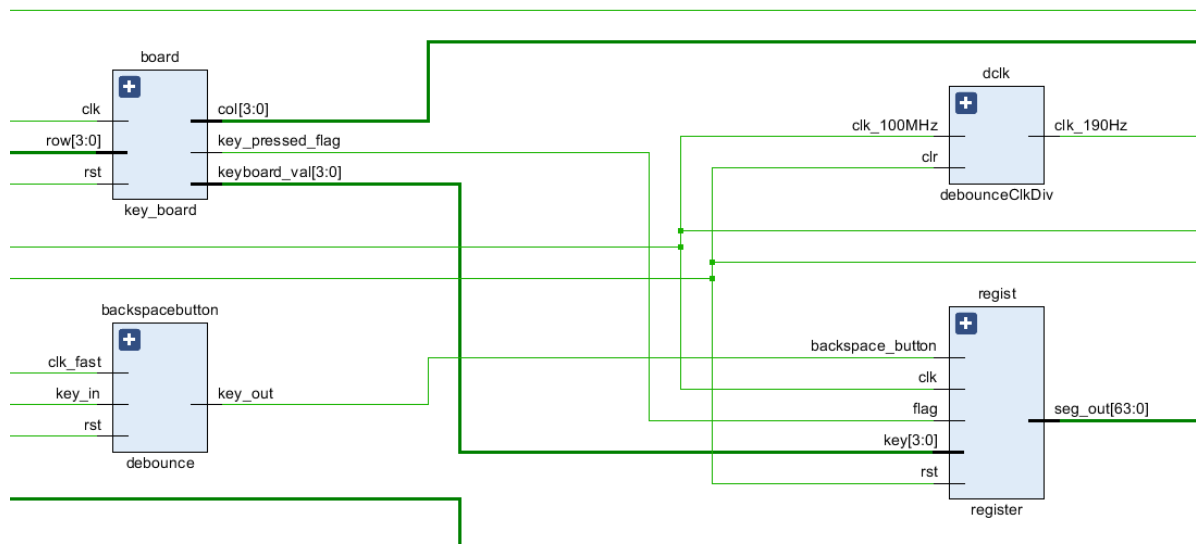 board
clk
row[3:0]
rst
col[3:0]
key_pressed_flag
keyboard_val[3:0]
key_board
dclk
clk_100MHz
clr
clk_190Hz
debounceClkDiv
backspacebutton
clk_fast
key_in
rst
key_out
debounce
regist
backspace_button
clk
flag
key[3:0]
rst
seg_out[63:0]
register